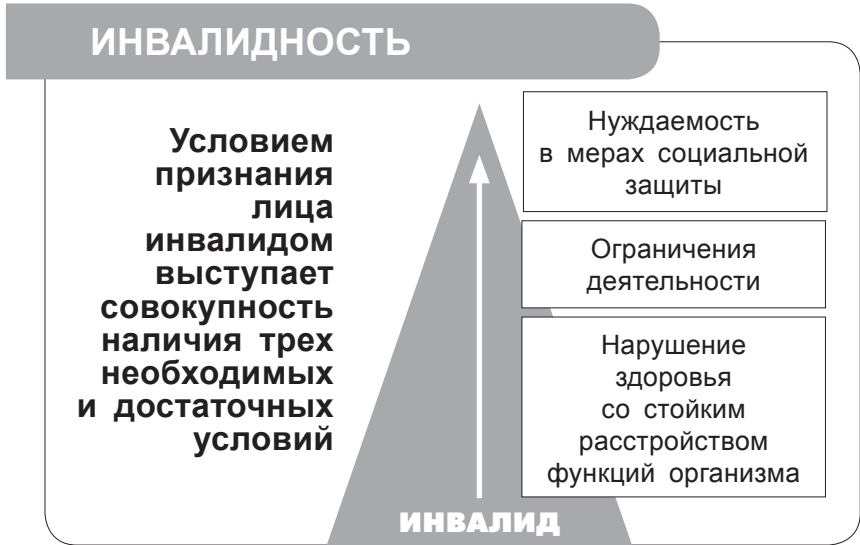 ИНВАЛИДНОСТЬ
Условием
признания
лица
инвалидом
выступает
совокупность
наличия трех
необходимых
и достаточных
условий
Нуждаемость
в мерах социальной
защиты
Ограничения
деятельности
Нарушение
здоровья
со стойким
расстройством
функций организма
ИНВАЛИД